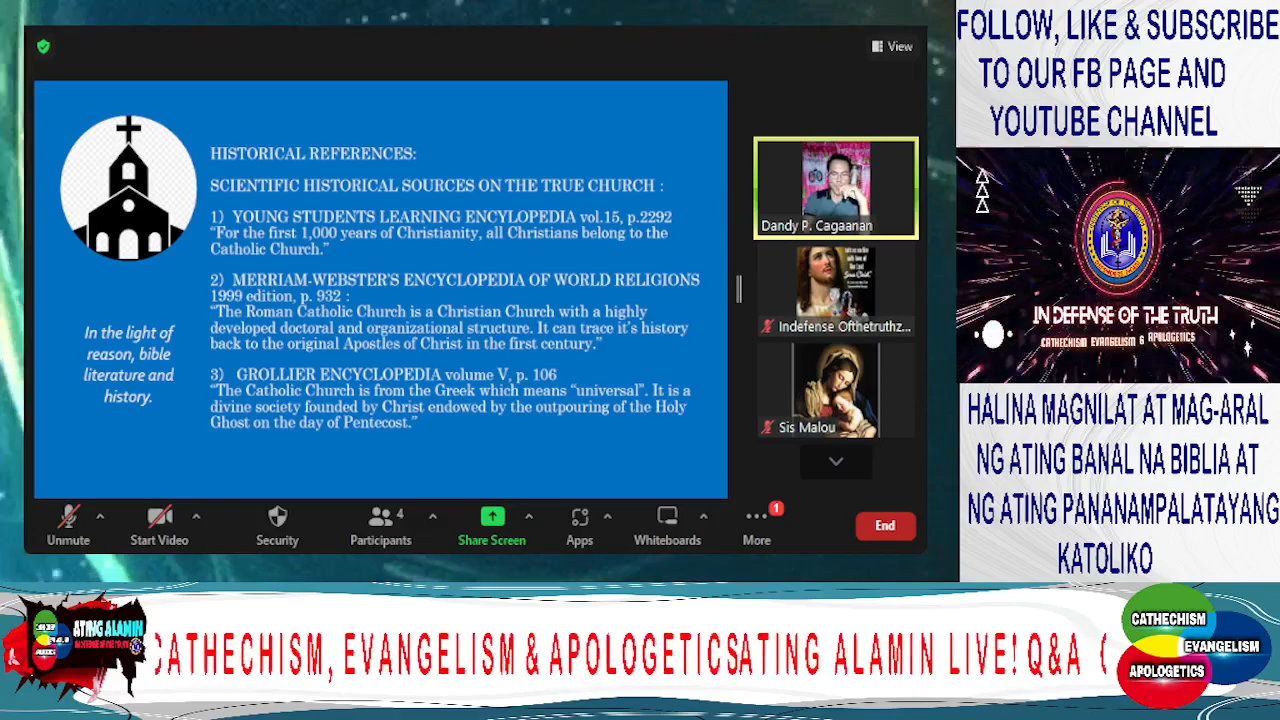 View
HISTORICAL REFERENCES:
SCIENTIFIC HISTORICAL SOURCES ON THE TRUE CHURCH :
1) YOUNG STUDENTS LEARNING ENCYLOPEDIA vol.15, p.2292
“For the first 1,000 years of Christianity, all Christians belong to the
Catholic Church.”
2) MERRIAM-WEBSTER'S ENCYCLOPEDIA OF WORLD RELIGIONS
1999 edition, p. 932 :
“The Roman Catholic Church is a Christian Church with a highly
developed doctoral and organizational structure. It can trace it’s history
back to the original Apostles of Christ in the first century.”
3) GROLLIER ENCYCLOPEDIA volume V, p. 106
“The Catholic Church is from the Greek which means “universal”. It is a
divine society founded by Christ endowed by the outpouring of the Holy
Ghost on the day of Pentecost.”
In the light of
reason, bible
literature and
history.
Dandy P. Cagaanan
Indefense Ofthetruthz...
Sis Malou
Unmute
Start Video
Security
4
Participants
Share Screen
Apps
Whiteboards
1
More
End
FOLLOW, LIKE & SUBSCRIBE
TO OUR FB PAGE AND
YOUTUBE CHANNEL
IN DEFENSE OF THE TRUTH
CATHECHISM EVANGELISM & APOLOGETICS
HALINA MAGNILAT AT MAG-ARAL
NG ATING BANAL NA BIBLIA AT
NG ATING PANANAMPALATAYANG
KATOLIKO
ATING ALAMIN
CATHECHISM, EVANGELISM & APOLOGETICSATING ALAMIN LIVE! Q&A
CATHECHISM
EVANGELISM
APOLOGETICS